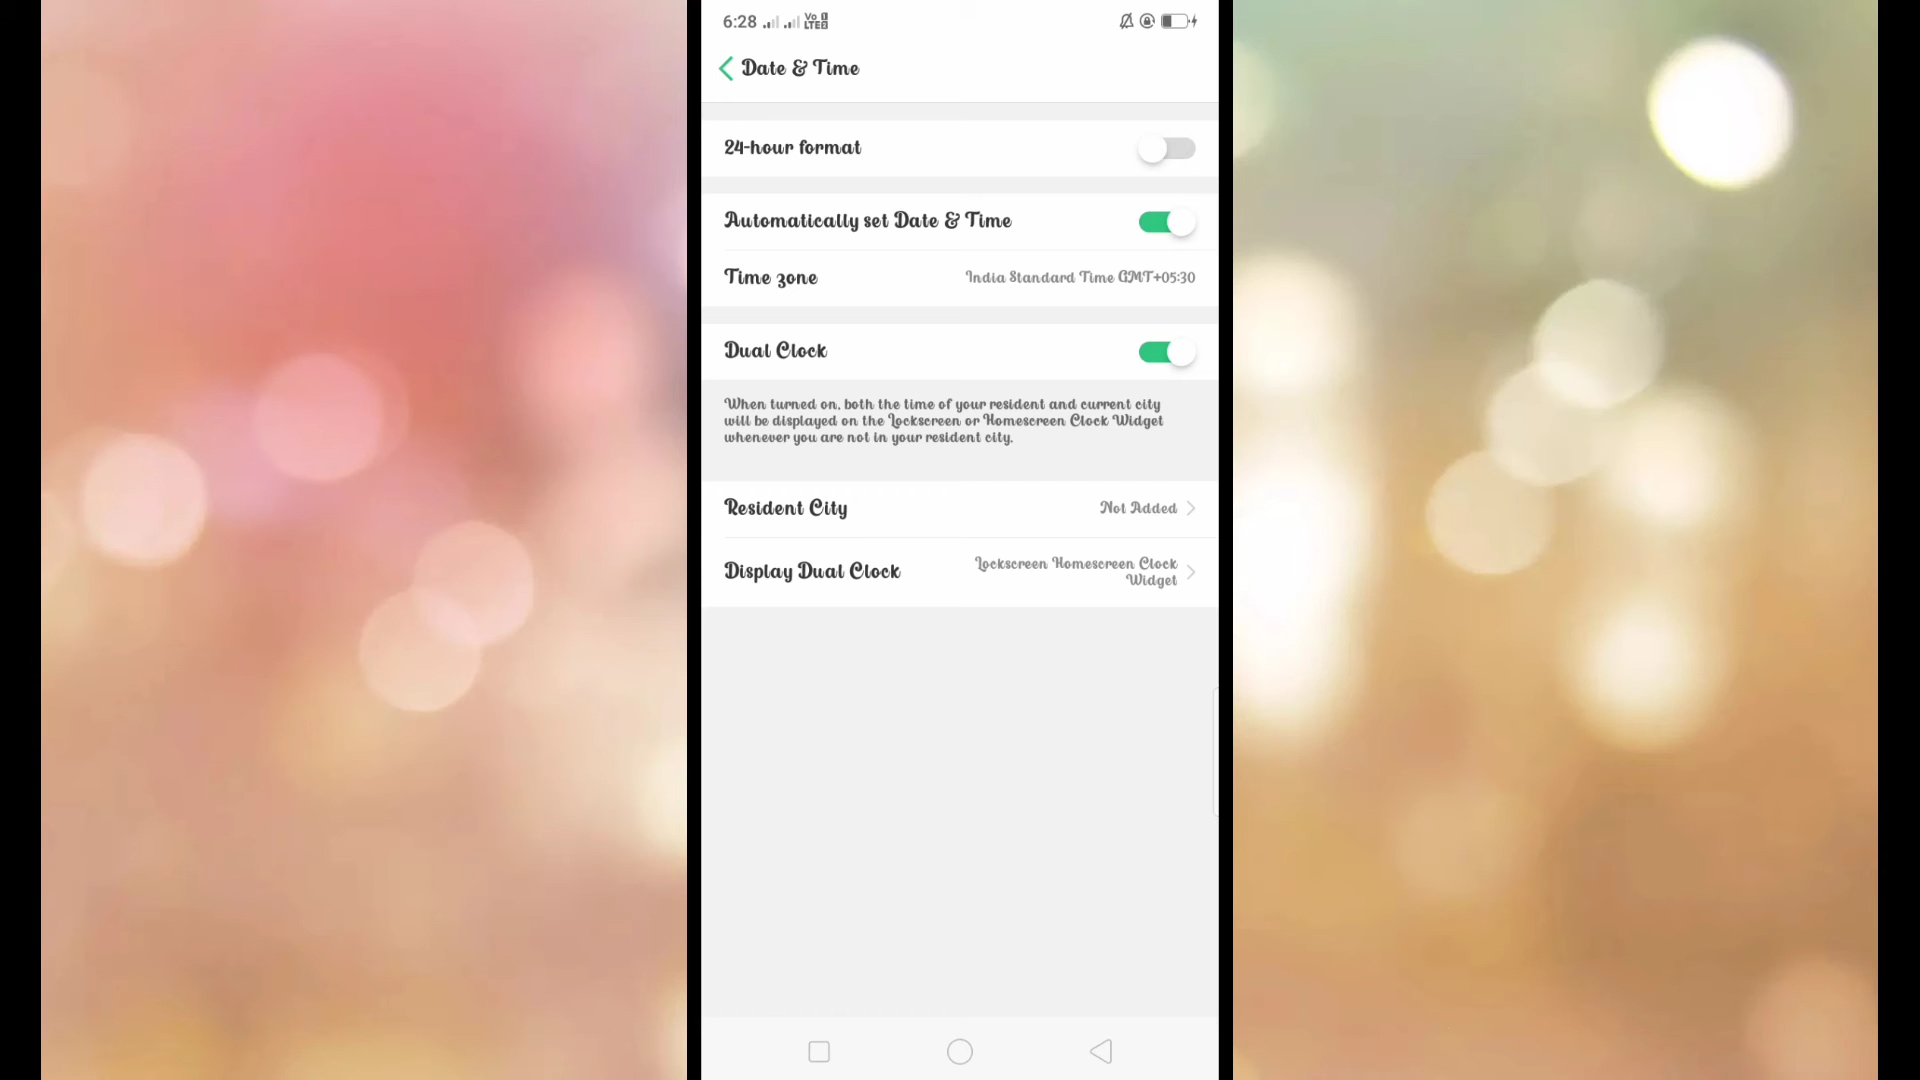 6:28 Vo LTE
Date & Time
24-hour format
Automatically set Date & Time
Time zone India Standard Time GMT+05:30
Dual Clock
When turned on, both the time of your resident and current city
will be displayed on the Lockscreen or Homescreen Clock Widget
whenever you are not in your resident city.
Resident City Not Added
Display Dual Clock Lockscreen Homescreen Clock
Widget